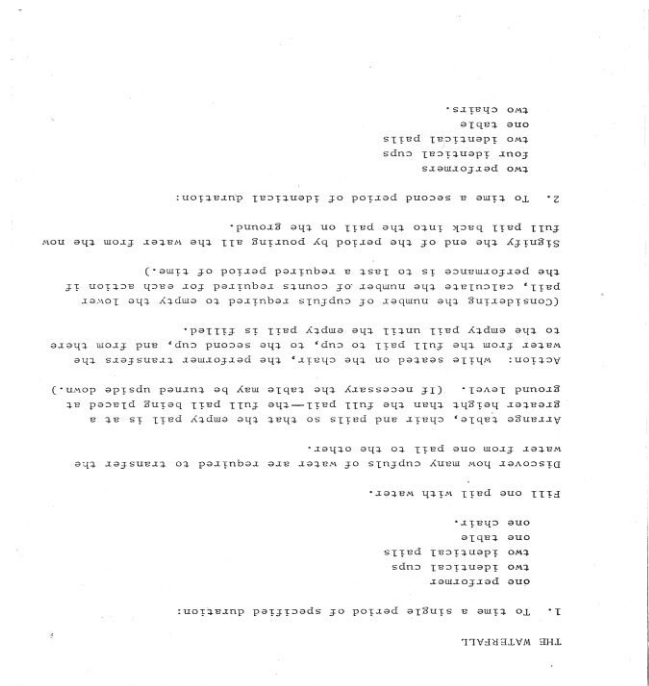 THE WATERFALL
1. To time a single period of specified duration:
one performer
two identical cups
two identical pails
one table
one chair.
Fill one pail with water.
Discover how many cupfuls of water are required to transfer the
water from one pail to the other.
Arrange table, chair and pails so that the empty pail is at a
greater height than the full pail—the full pail being placed at
ground level. (If necessary the table may be turned upside down.)
Action: while seated on the chair, the performer transfers the
water from the full pail to cup, to the second cup, and from there
to the empty pail until the empty pail is filled.
(Considering the number of cupfuls required to empty the lower
pail, calculate the number of counts required for each action if
the performance is to last a required period of time.)
Signify the end of the period by pouring all the water from the now
full pail back into the pail on the ground.
2. To time a second period of identical duration:
two performers
four identical cups
two identical pails
one table
two chairs.